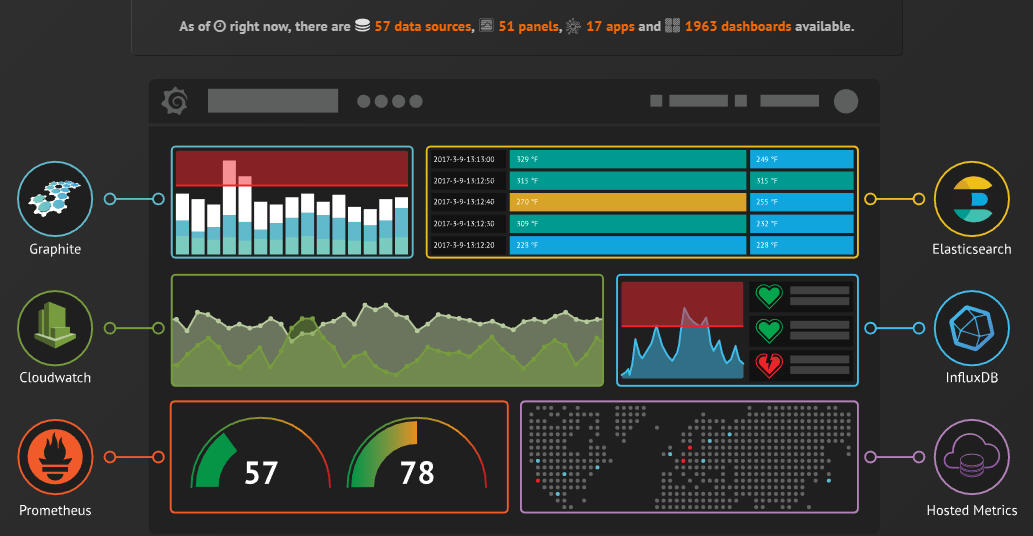 As of right now, there are 57 data sources, 51 panels, 17 apps and 1963 dashboards available.
Graphite
Cloudwatch
Prometheus
2017-3-9-13:13:00 329 °F 249 °F
2017-3-9-13:12:50 315 °F 315 °F
2017-3-9-13:12:40 270 °F 255 °F
2017-3-9-13:12:30 309 °F 232 °F
2017-3-9-13:12:20 228 °F 228 °F
57
78
Elasticsearch
InfluxDB
Hosted Metrics